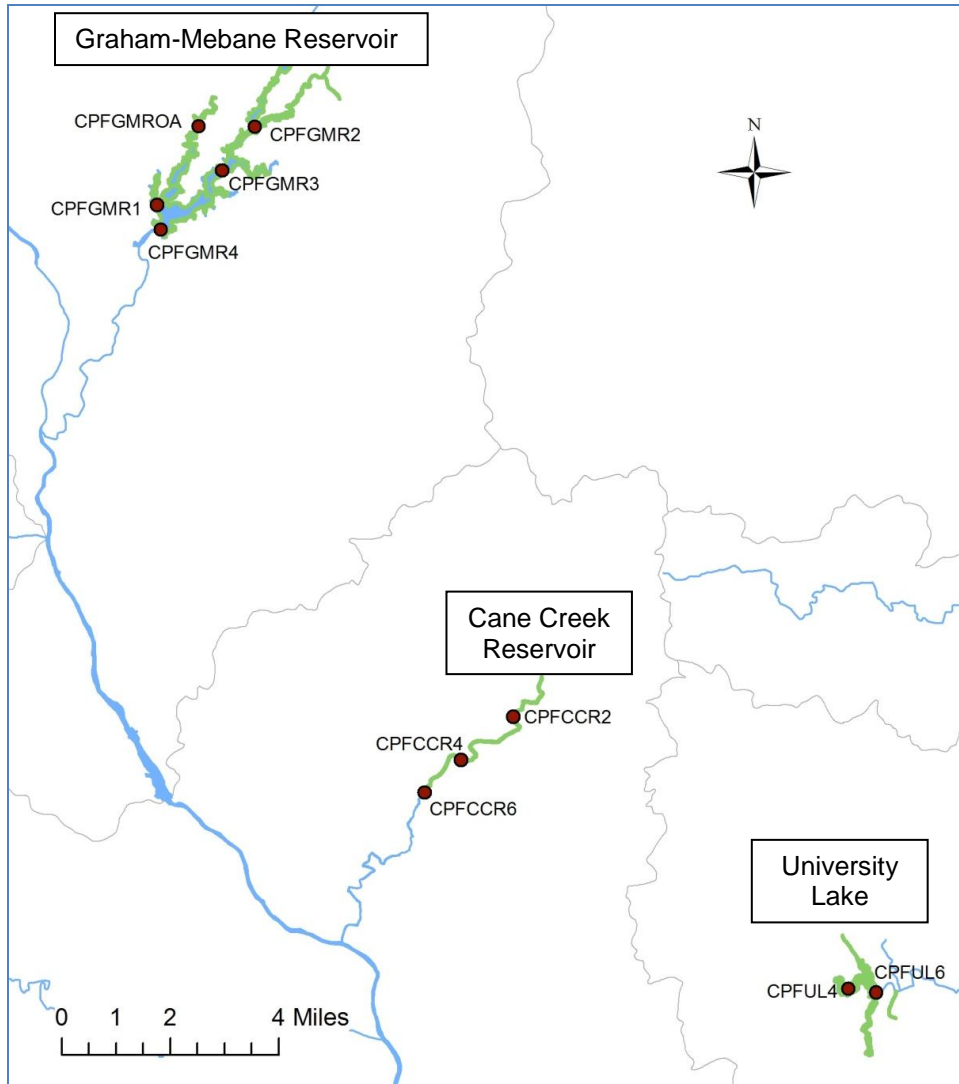 Graham-Mebane Reservoir
CPFGMROA
CPFGMR2
CPFGMR3
CPFGMR1
CPFGMR4
N
Cane Creek
Reservoir
CPFCCR2
CPFCCR4
CPFCCR6
University
Lake
CPFUL6
CPFUL4
0 1 2 4 Miles